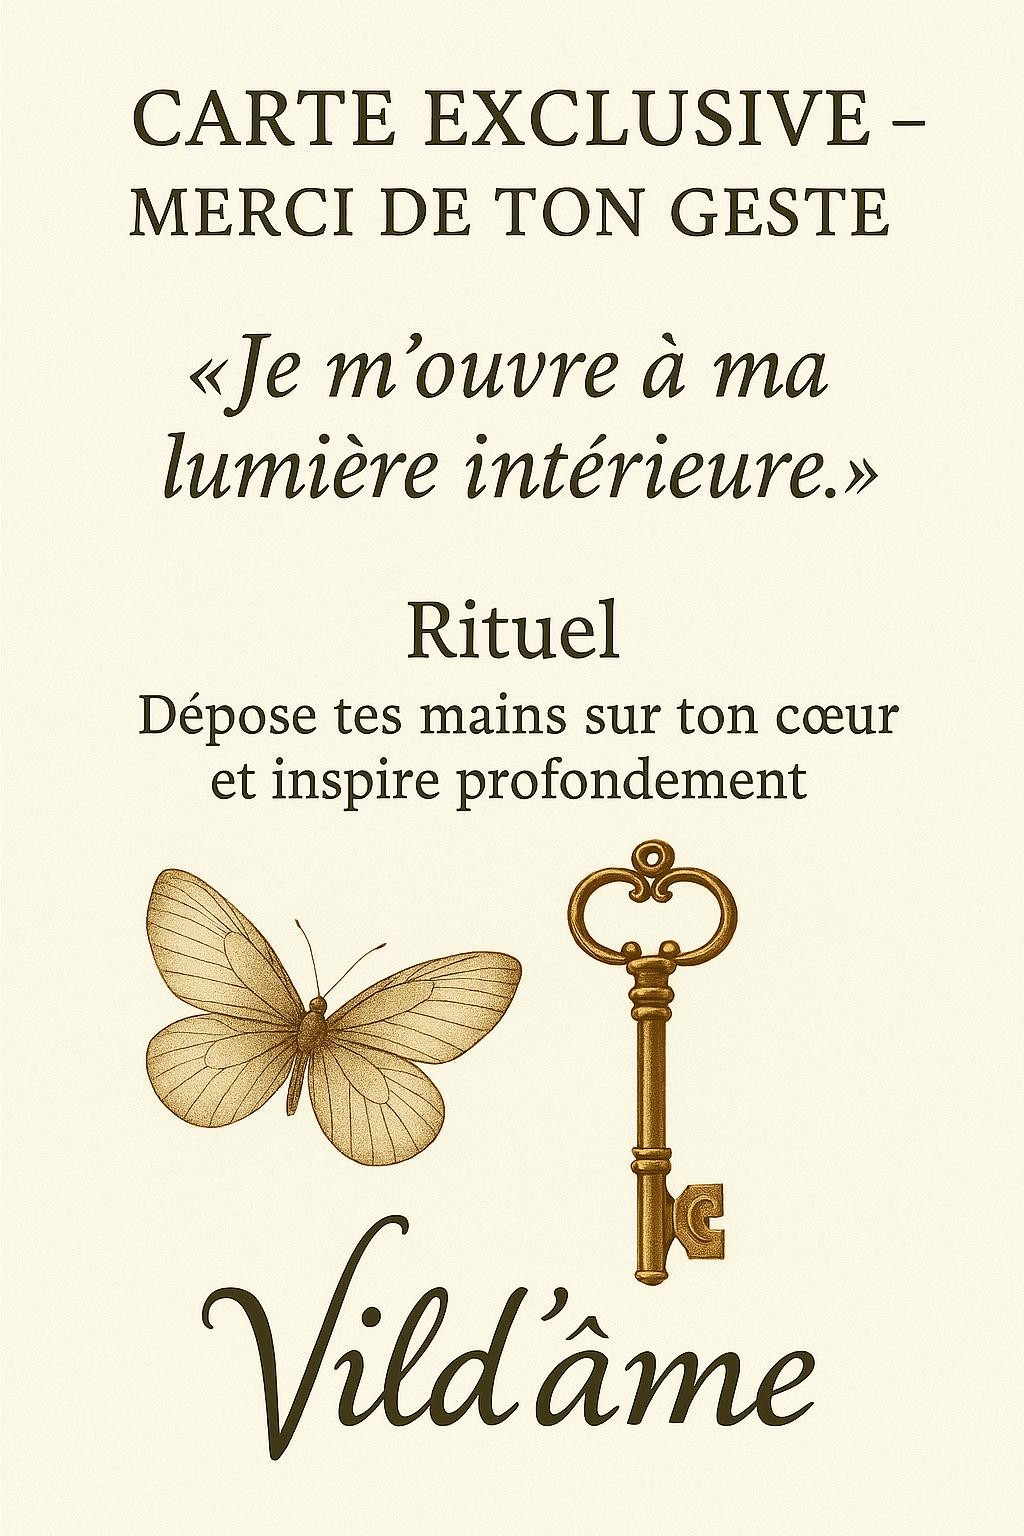 CARTE EXCLUSIVE –
MERCI DE TON GESTE
«Je m’ouvre à ma
lumière intérieure.»
Rituel
Dépose tes mains sur ton cœur
et inspire profondement
Vild’âme